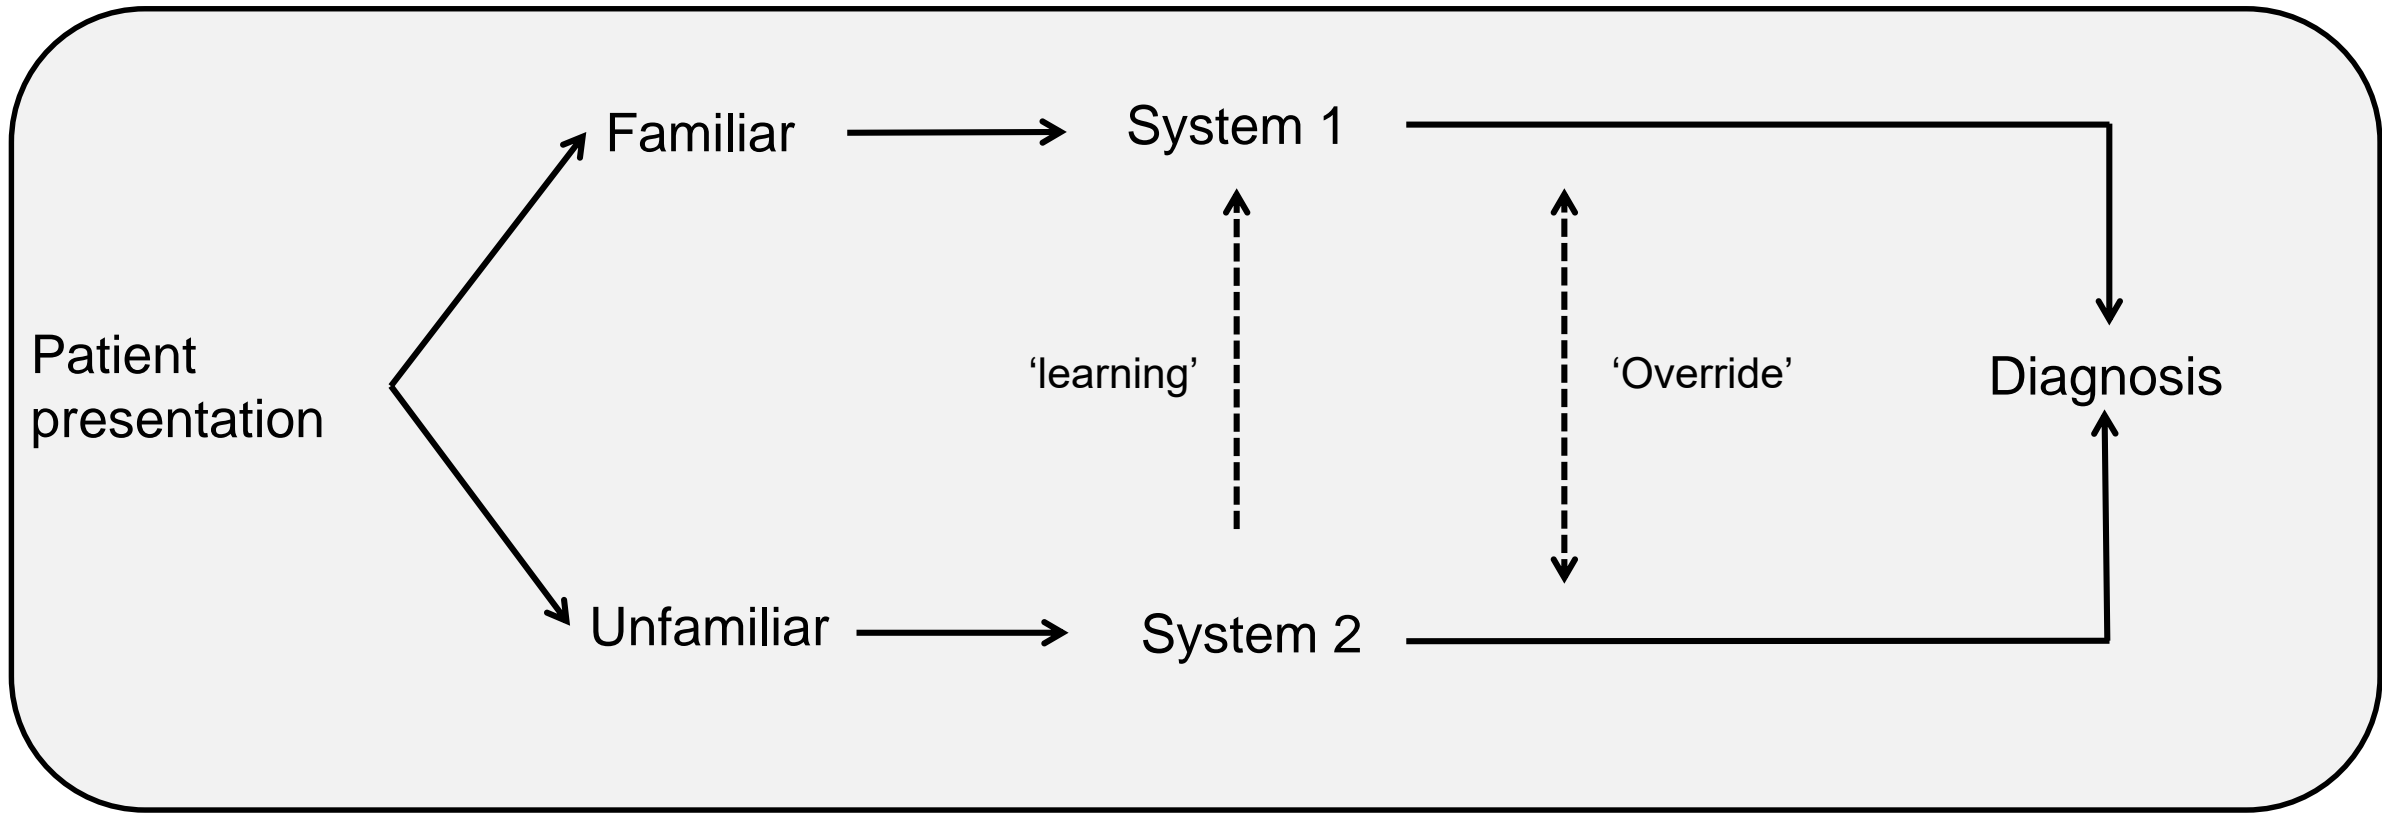 Familiar
System 1
Patient
presentation
‘learning’
‘Override’
Diagnosis
Unfamiliar
System 2